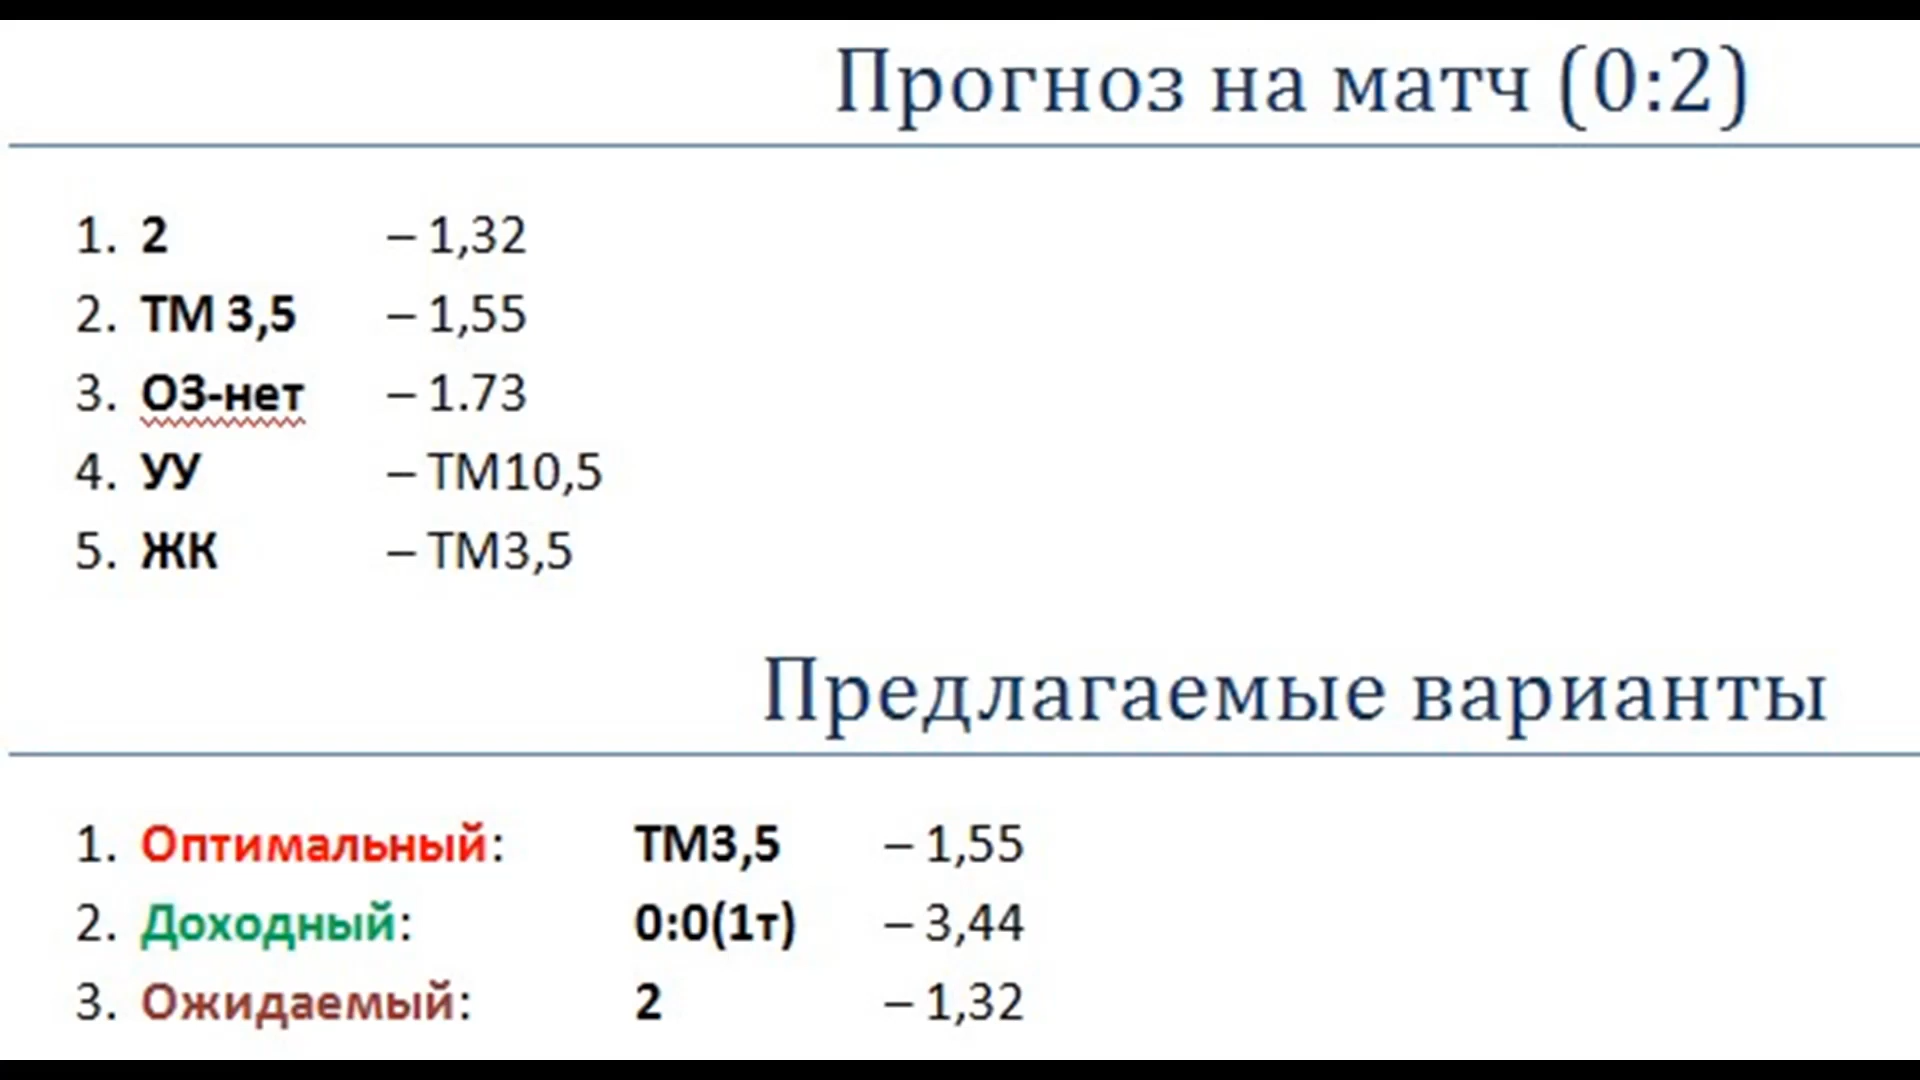 Прогноз на матч (0:2)
1. 2 – 1,32
2. ТМ 3,5 – 1,55
3. ОЗ-нет – 1.73
4. УУ – ТМ10,5
5. ЖК – ТМ3,5
Предлагаемые варианты
1. Оптимальный: ТМ3,5 – 1,55
2. Доходный: 0:0(1т) – 3,44
3. Ожидаемый: 2 – 1,32